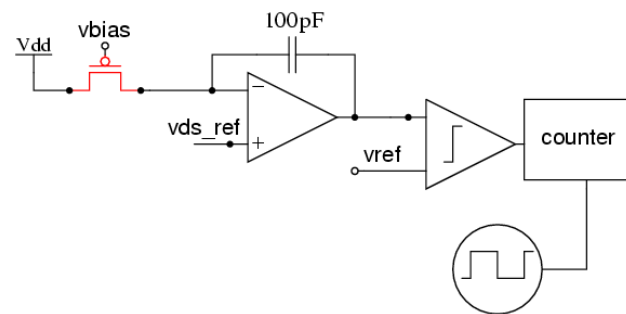 100pF
vbias
Vdd
vds_ref
vref
counter